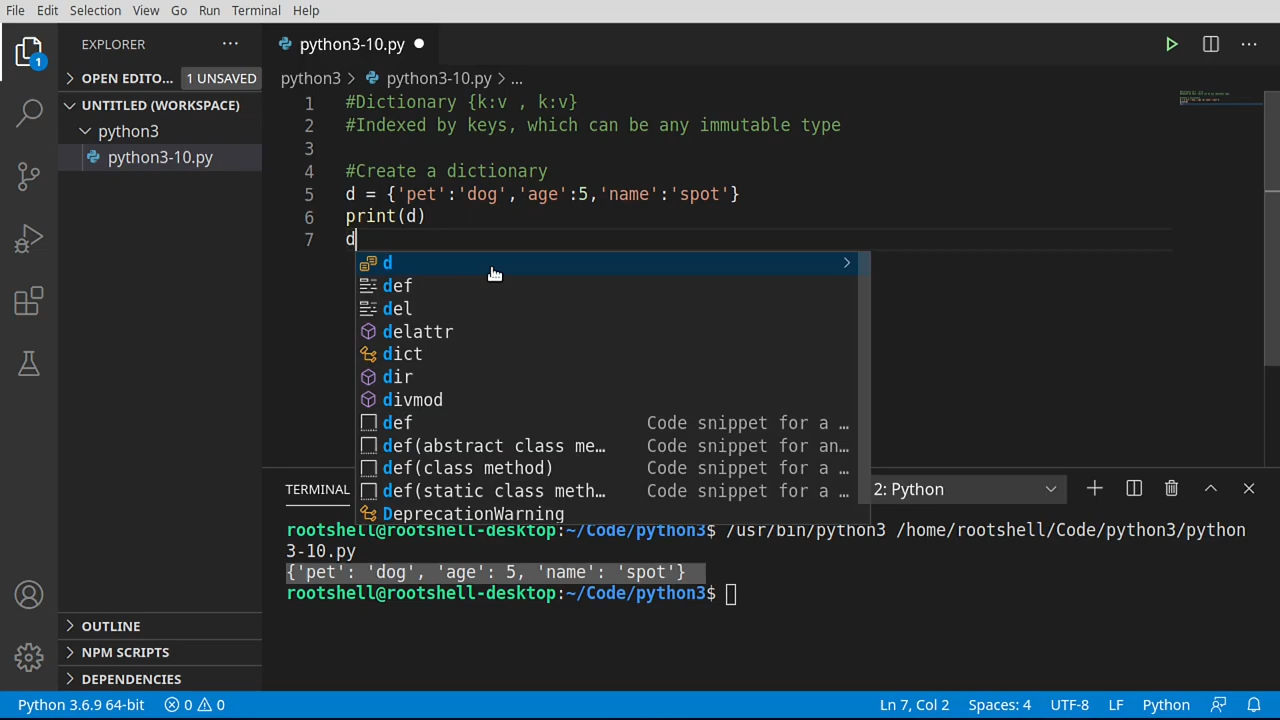 File Edit Selection View Go Run Terminal Help
EXPLORER ...
python3-10.py
OPEN EDITO... 1 UNSAVED
python3 > python3-10.py > ...
UNTITLED (WORKSPACE)
python3
python3-10.py
1 #Dictionary {k:v , k:v}
2 #Indexed by keys, which can be any immutable type
3
4 #Create a dictionary
5 d = {'pet':'dog','age':5,'name':'spot'}
6 print(d)
7 d
d
def
del
delattr
dict
dir
divmod
def Code snippet for a …
def(abstract class me… Code snippet for an…
def(class method) Code snippet for a …
def(static class meth… Code snippet for a …
DeprecationWarning
TERMINAL 2: Python
rootshell@rootshell-desktop:~/Code/python3$ /usr/bin/python3 /home/rootshell/Code/python3/python
3-10.py
{'pet': 'dog', 'age': 5, 'name': 'spot'}
rootshell@rootshell-desktop:~/Code/python3$
OUTLINE
NPM SCRIPTS
DEPENDENCIES
1
Python 3.6.9 64-bit 0 0 Ln 7, Col 2 Spaces: 4 UTF-8 LF Python